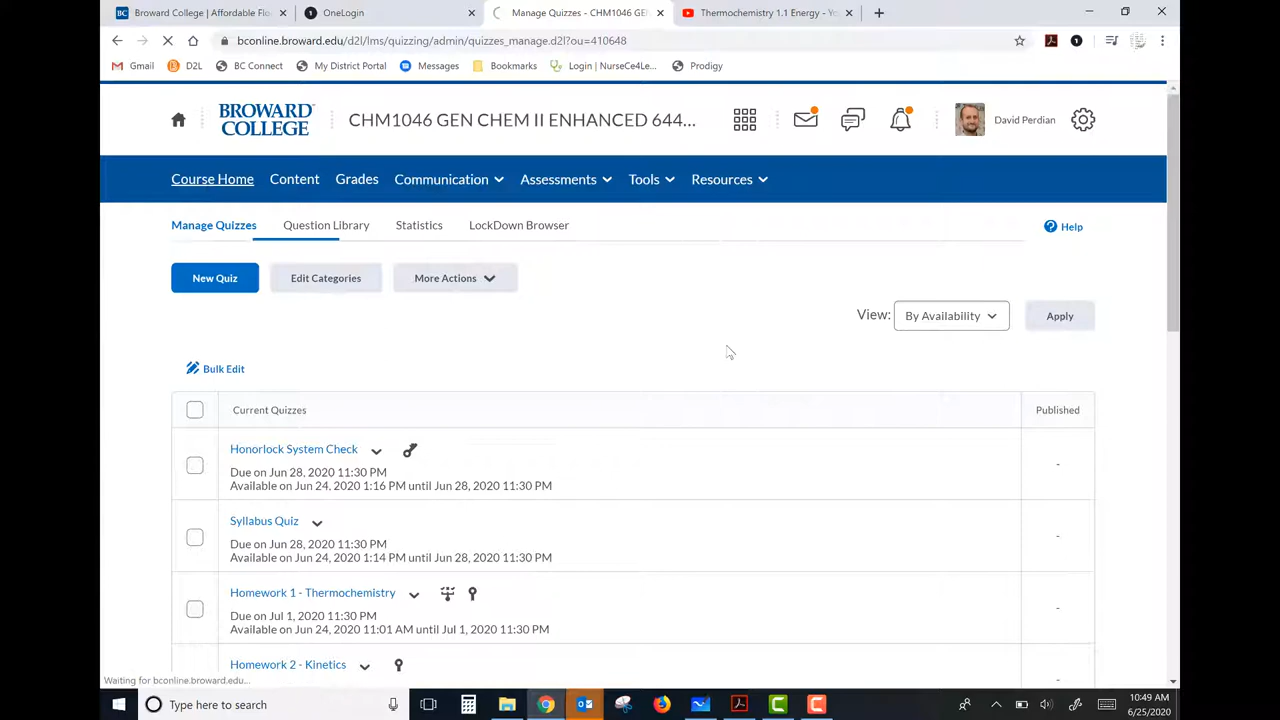 Broward College | Affordable Flo
OneLogin
Manage Quizzes - CHM1046 GEN
Thermochemistry 1.1 Energy - Yo
bconline.broward.edu/d2l/lms/quizzing/admin/quizzes_manage.d2l?ou=410648
Gmail D2L BC Connect My District Portal Messages Bookmarks Login | NurseCe4Le... Prodigy
BROWARD COLLEGE
CHM1046 GEN CHEM II ENHANCED 644...
David Perdian
Course Home Content Grades Communication Assessments Tools Resources
Manage Quizzes Question Library Statistics LockDown Browser Help
New Quiz Edit Categories More Actions
View: By Availability Apply
Bulk Edit
Current Quizzes Published
Honorlock System Check
Due on Jun 28, 2020 11:30 PM
Available on Jun 24, 2020 1:16 PM until Jun 28, 2020 11:30 PM
-
Syllabus Quiz
Due on Jun 28, 2020 11:30 PM
Available on Jun 24, 2020 1:14 PM until Jun 28, 2020 11:30 PM
-
Homework 1 - Thermochemistry
Due on Jul 1, 2020 11:30 PM
Available on Jun 24, 2020 11:01 AM until Jul 1, 2020 11:30 PM
-
Homework 2 - Kinetics
-
Waiting for bconline.broward.edu...
Type here to search
10:49 AM
6/25/2020